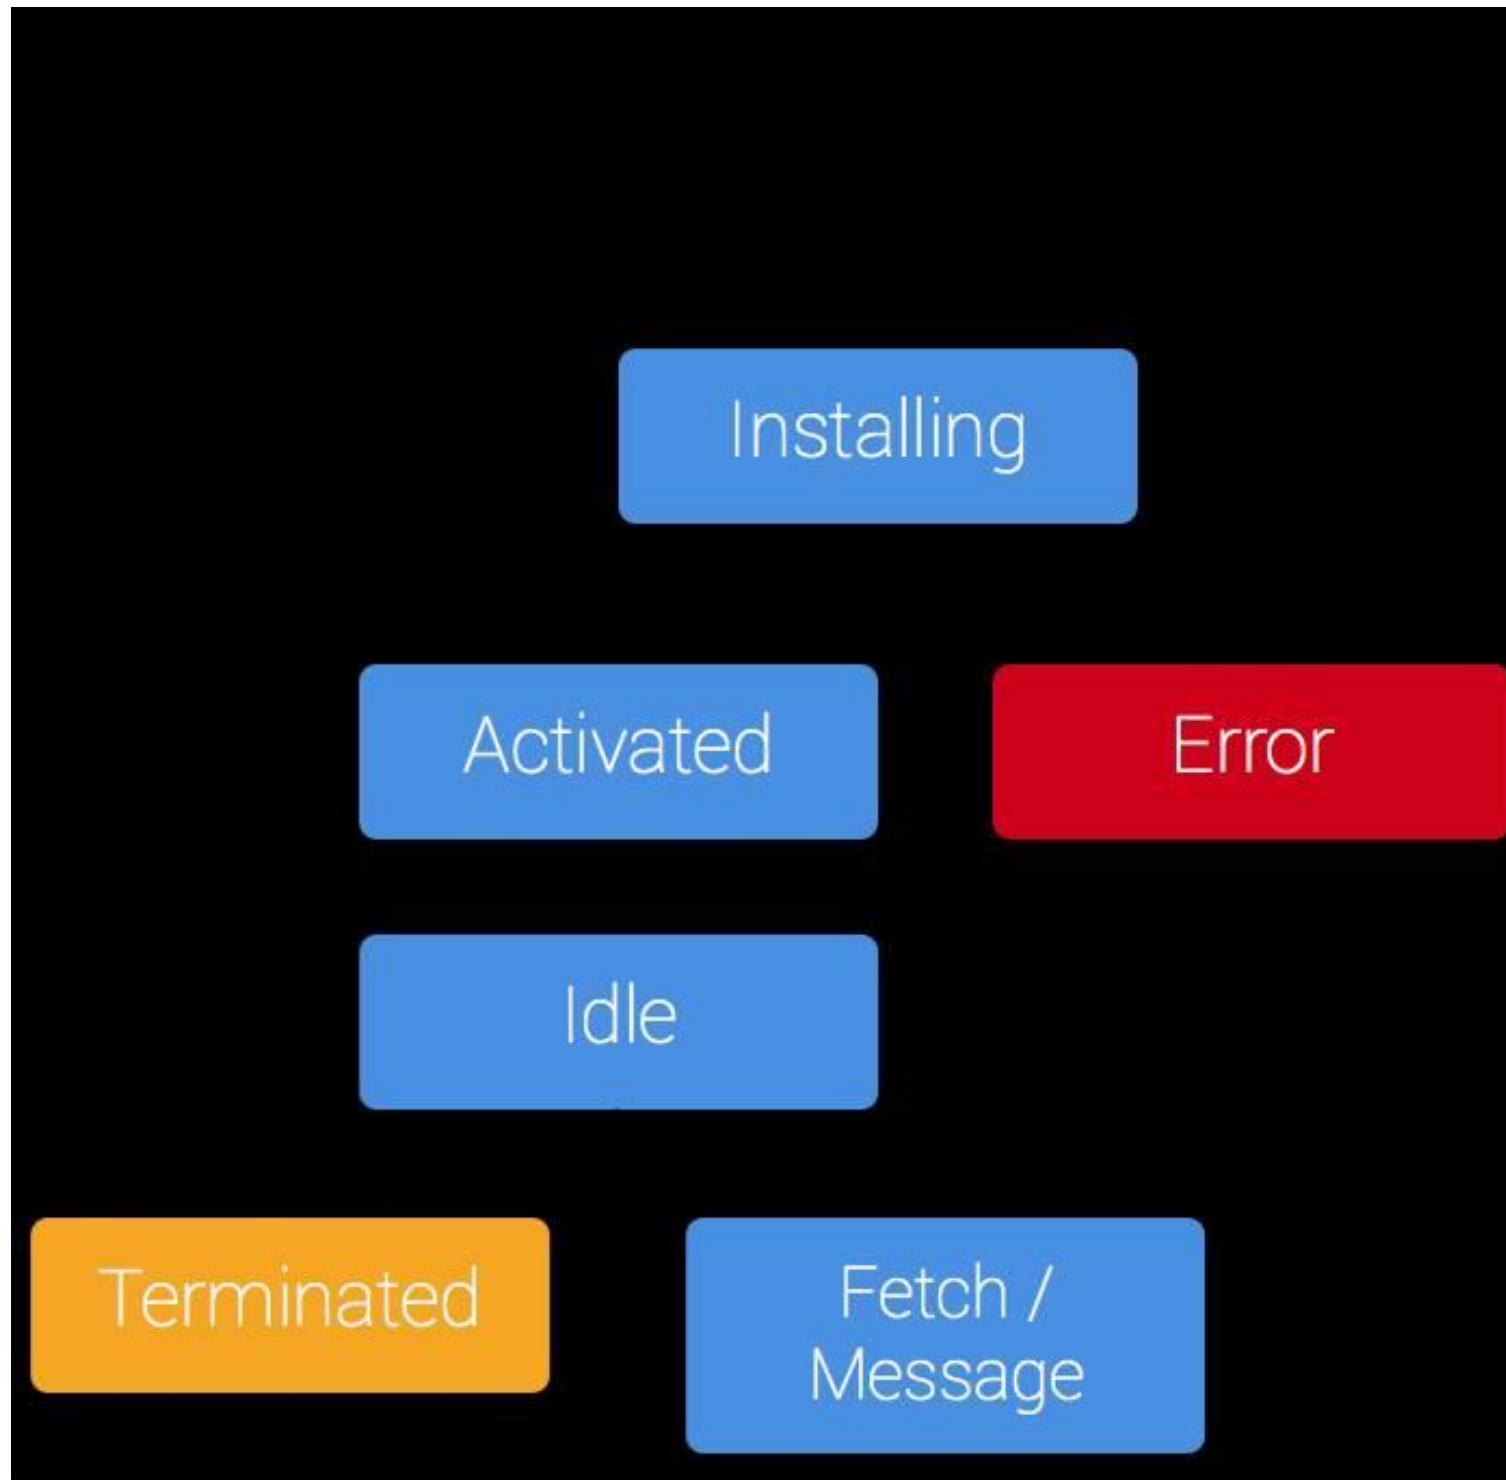 Installing
Activated
Error
Idle
Terminated
Fetch /
Message